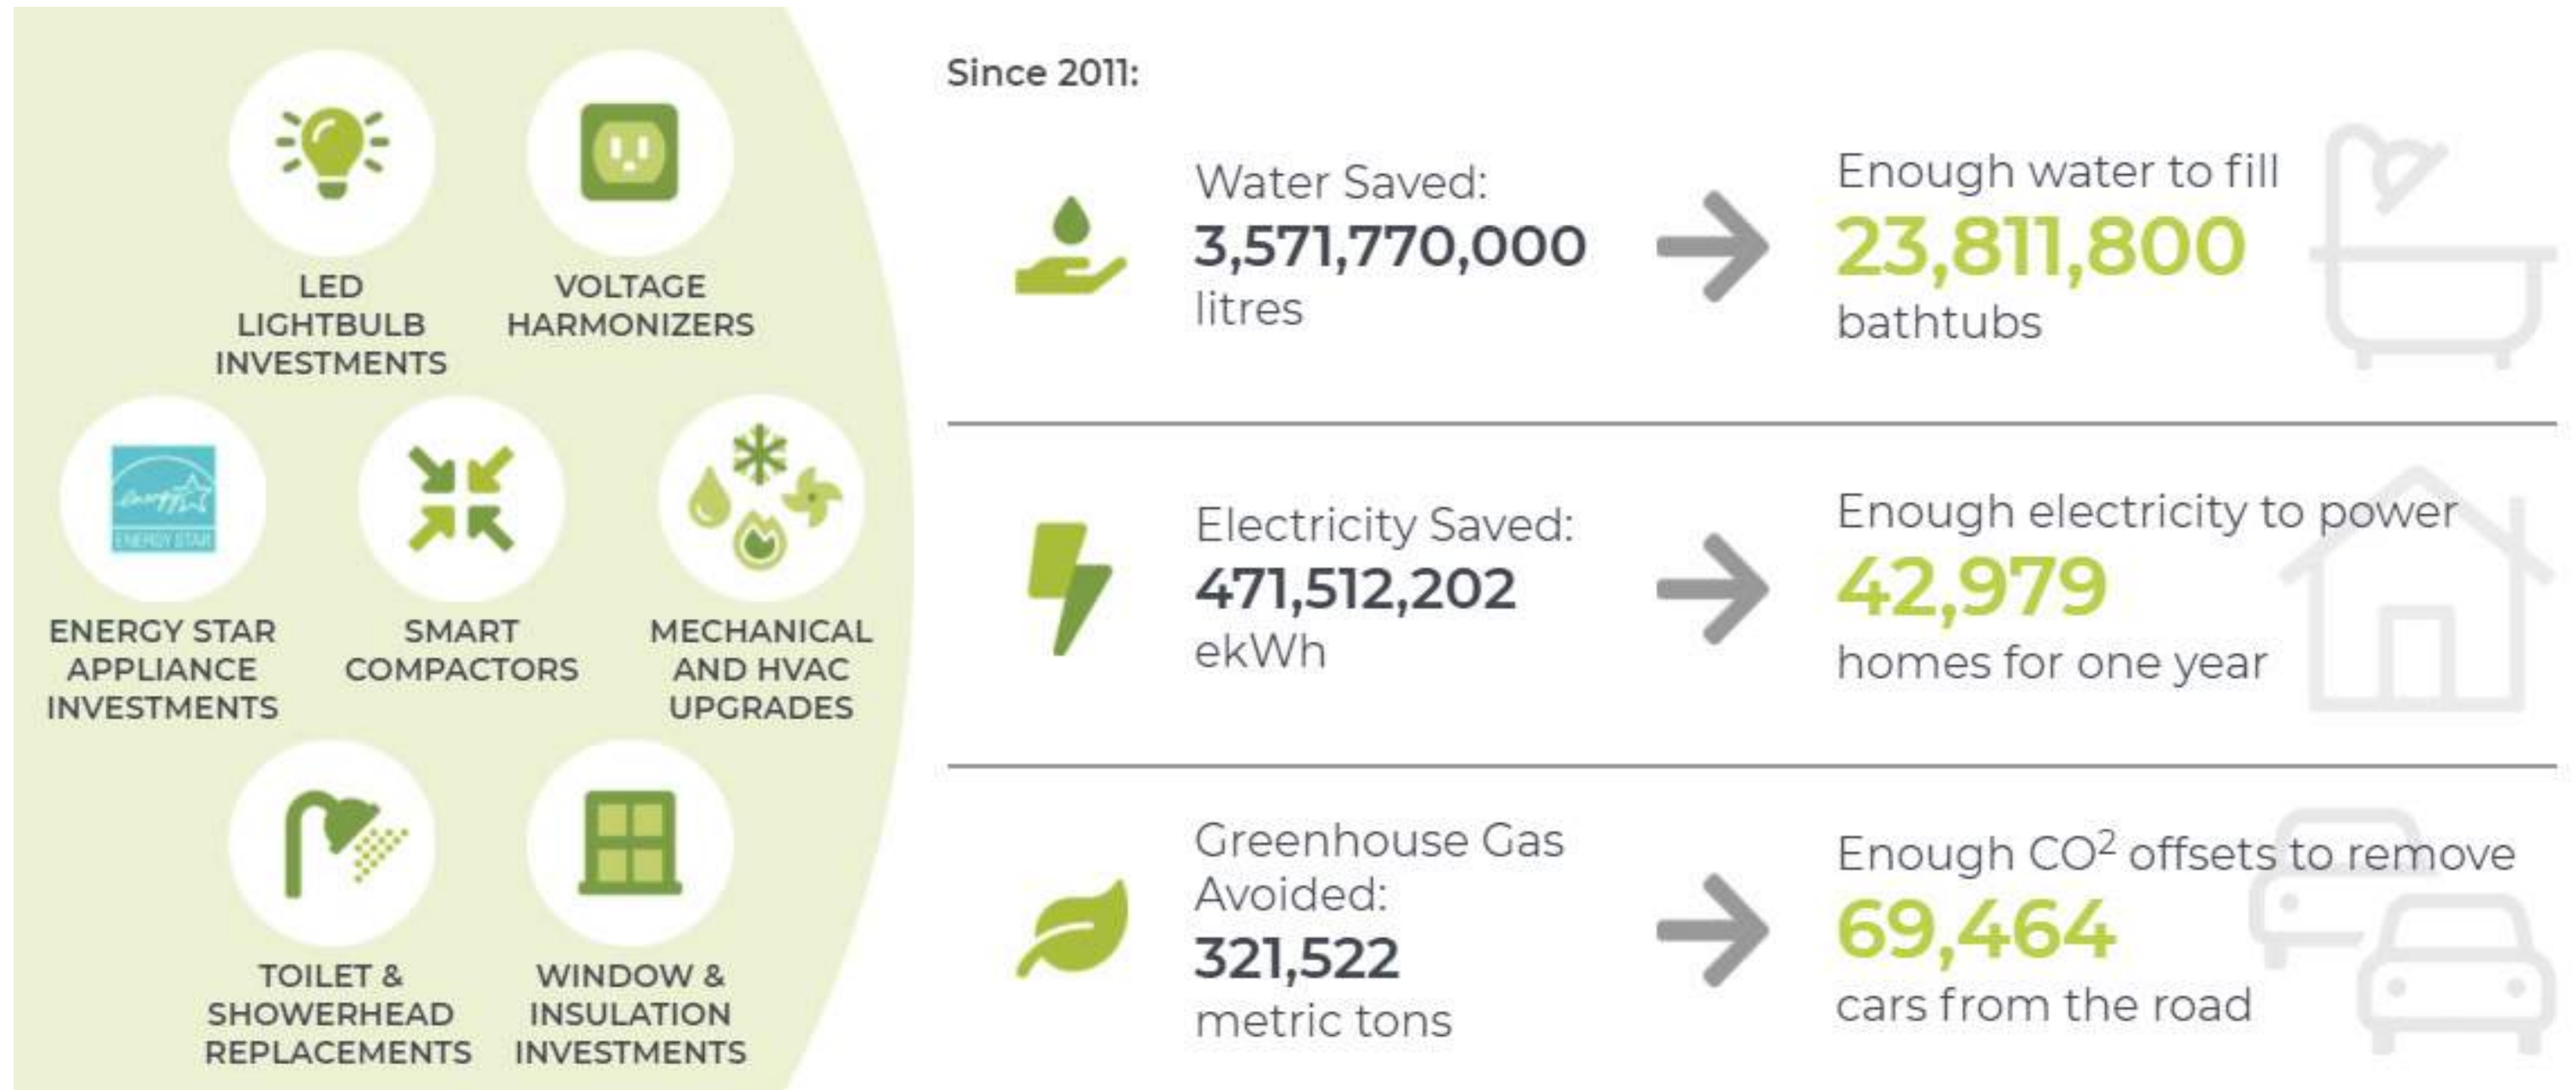 LED
LIGHTBULB
INVESTMENTS
VOLTAGE
HARMONIZERS
energy
ENERGY STAR
ENERGY STAR
APPLIANCE
INVESTMENTS
SMART
COMPACTORS
MECHANICAL
AND HVAC
UPGRADES
TOILET &
SHOWERHEAD
REPLACEMENTS
WINDOW &
INSULATION
INVESTMENTS
Since 2011:
Water Saved:
3,571,770,000
litres
Enough water to fill
23,811,800
bathtubs
Electricity Saved:
471,512,202
ekWh
Enough electricity to power
42,979
homes for one year
Greenhouse Gas
Avoided:
321,522
metric tons
Enough CO² offsets to remove
69,464
cars from the road